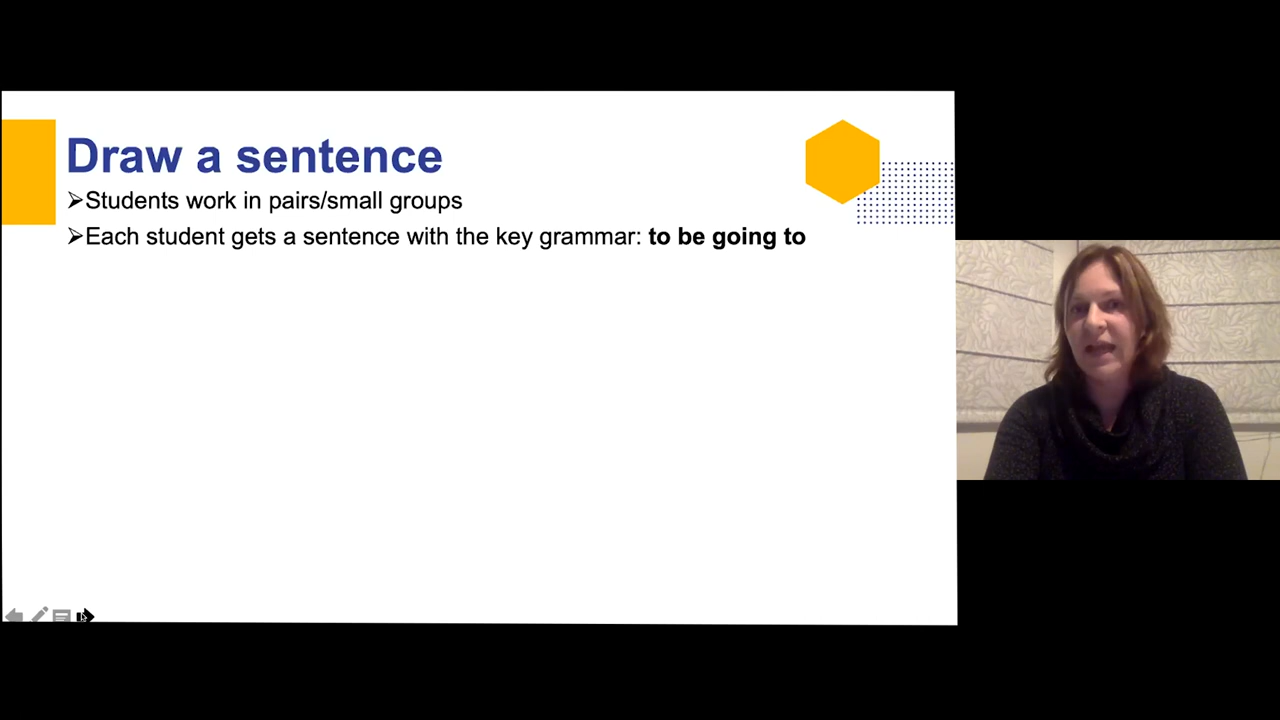 Draw a sentence
➢Students work in pairs/small groups
➢Each student gets a sentence with the key grammar: to be going to